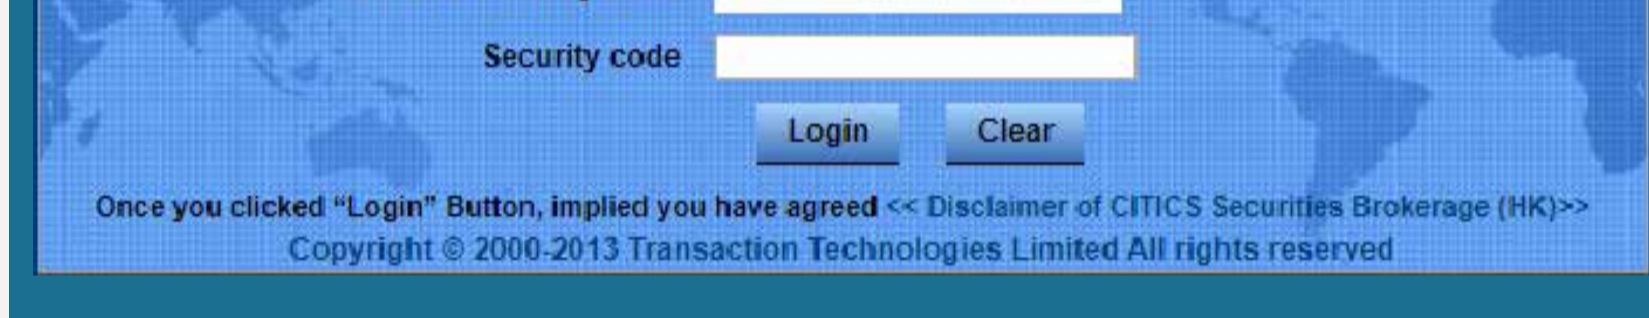 Security code
Login Clear
Once you clicked “Login” Button, implied you have agreed << Disclaimer of CITICS Securities Brokerage (HK)>>
Copyright © 2000-2013 Transaction Technologies Limited All rights reserved